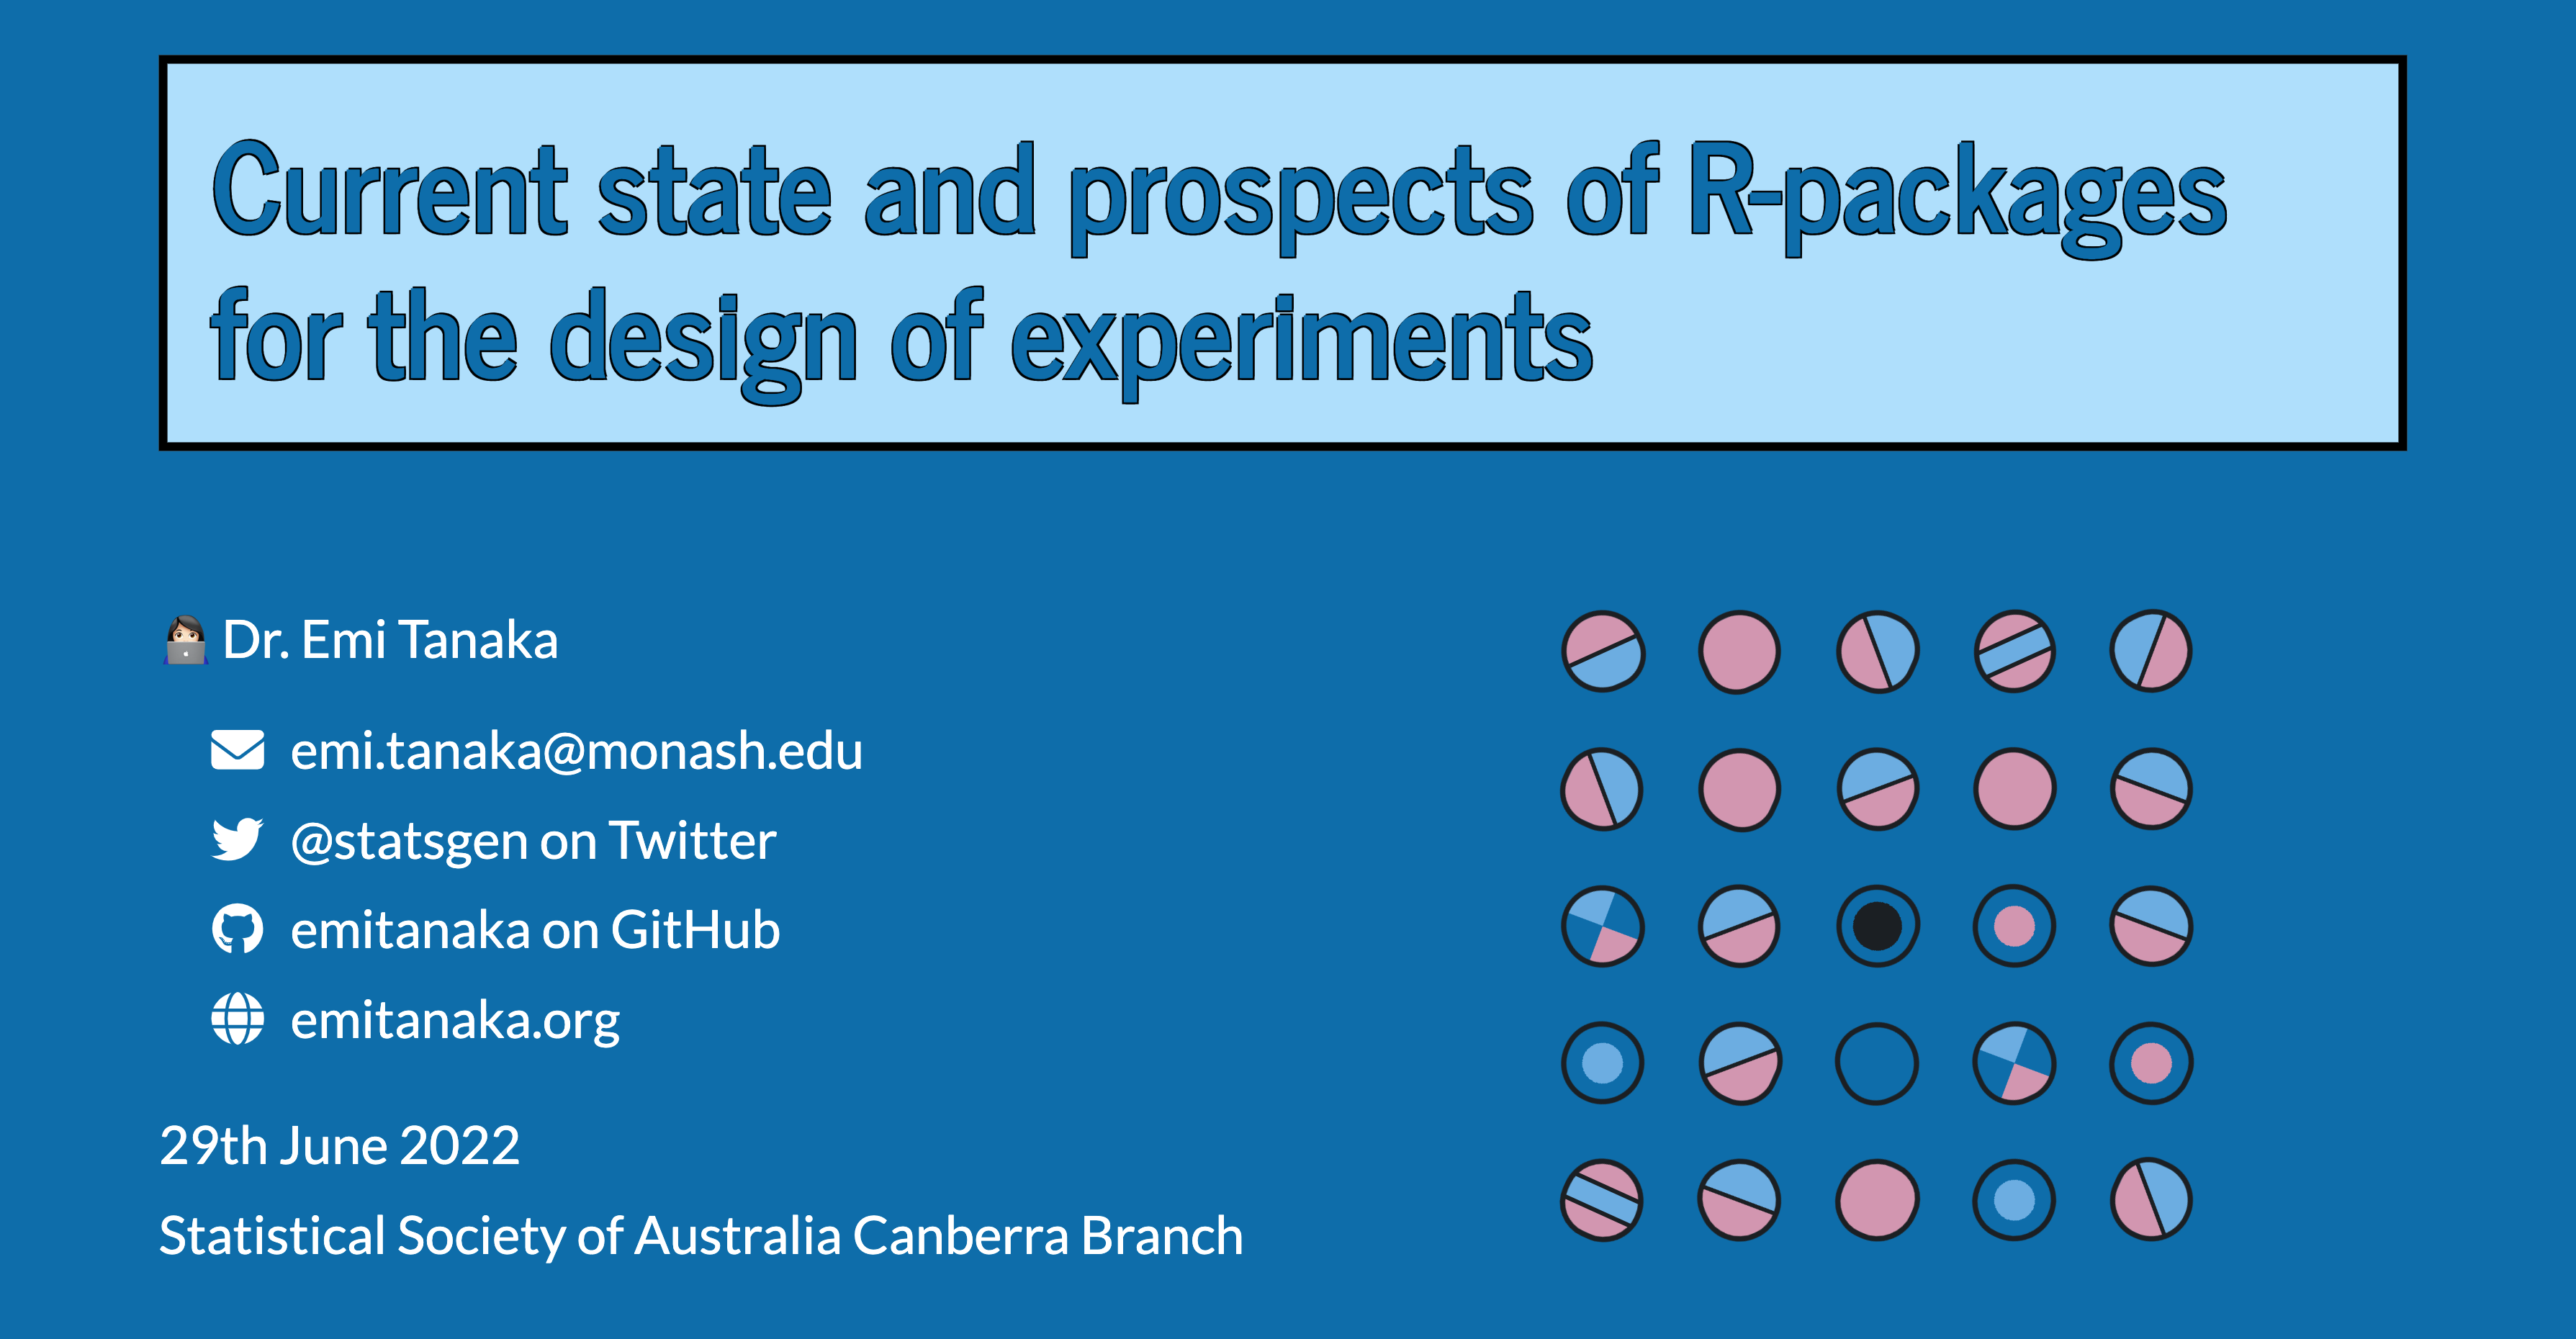 Current state and prospects of R-packages
for the design of experiments
Dr. Emi Tanaka
emi.tanaka@monash.edu
@statsgen on Twitter
emitanaka on GitHub
emitanaka.org
29th June 2022
Statistical Society of Australia Canberra Branch